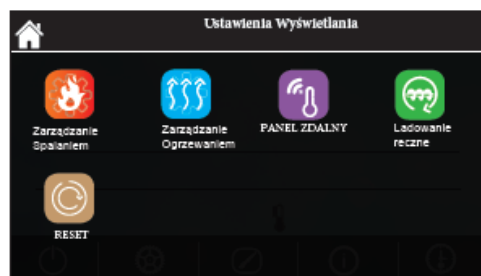 Ustawienia Wyświetlania
Zarządzanie
Spalaniem
Zarządzanie
Ogrzewaniem
PANEL ZDALNY
Ladowanie
reczne
RESET